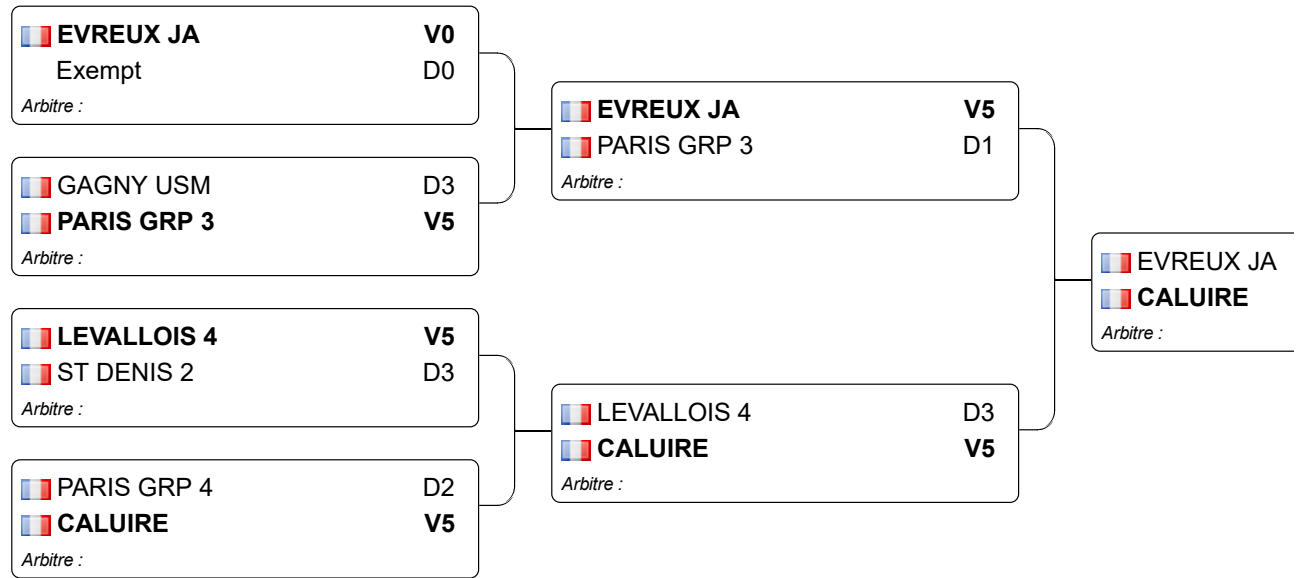 EVREUX JA V0
Exempt D0
Arbitre :
GAGNY USM D3
PARIS GRP 3 V5
Arbitre :
LEVALLOIS 4 V5
ST DENIS 2 D3
Arbitre :
PARIS GRP 4 D2
CALUIRE V5
Arbitre :
EVREUX JA V5
PARIS GRP 3 D1
Arbitre :
LEVALLOIS 4 D3
CALUIRE V5
Arbitre :
EVREUX JA
CALUIRE
Arbitre :